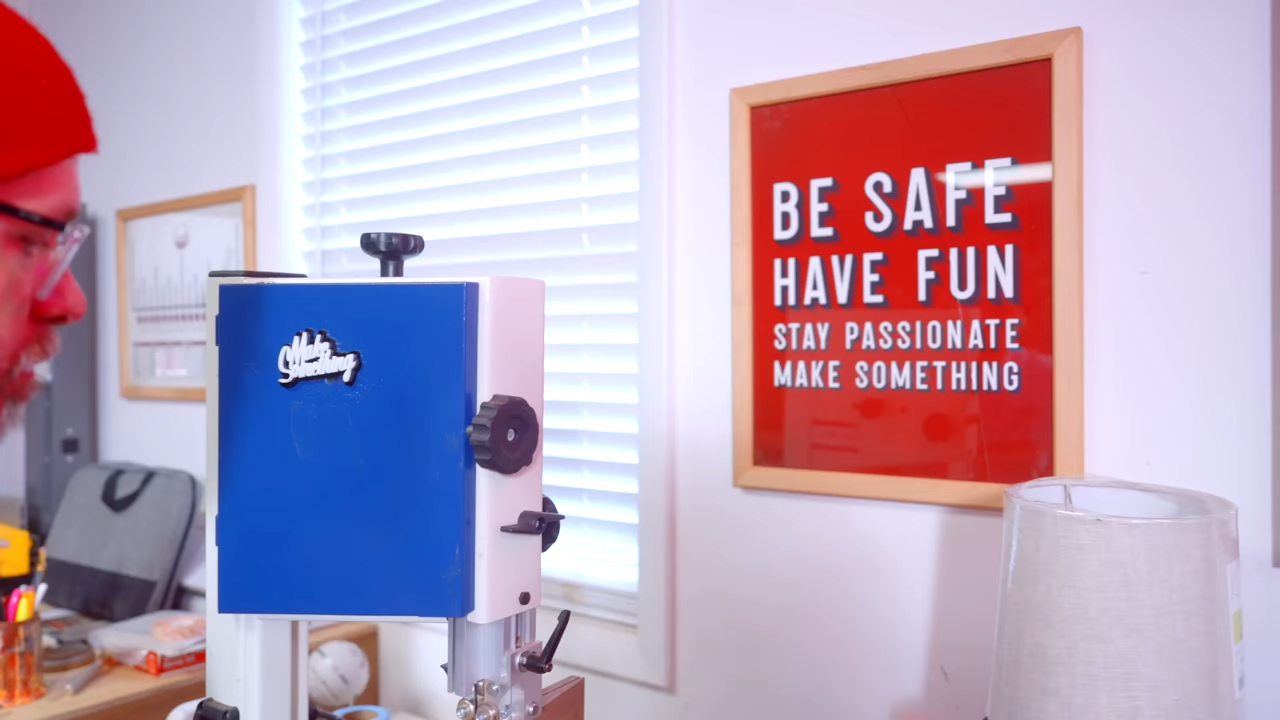 Make
Something
BE SAFE
HAVE FUN
STAY PASSIONATE
MAKE SOMETHING